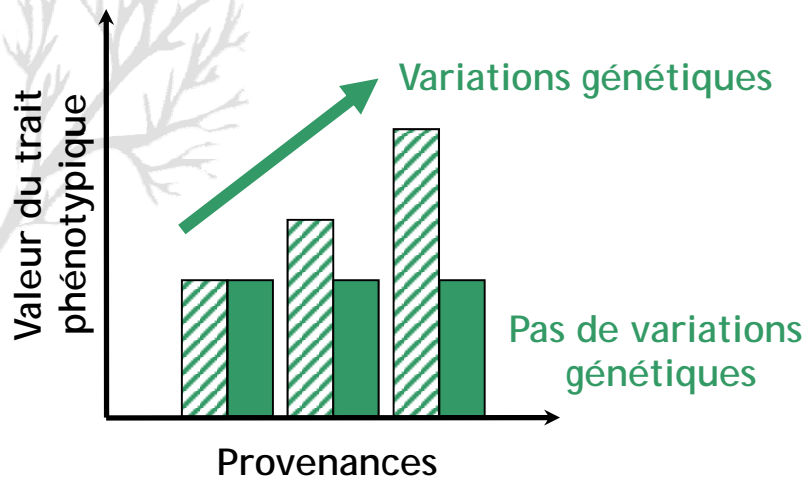 Valeur du trait
phénotypique
Variations génétiques
Pas de variations
génétiques
Provenances